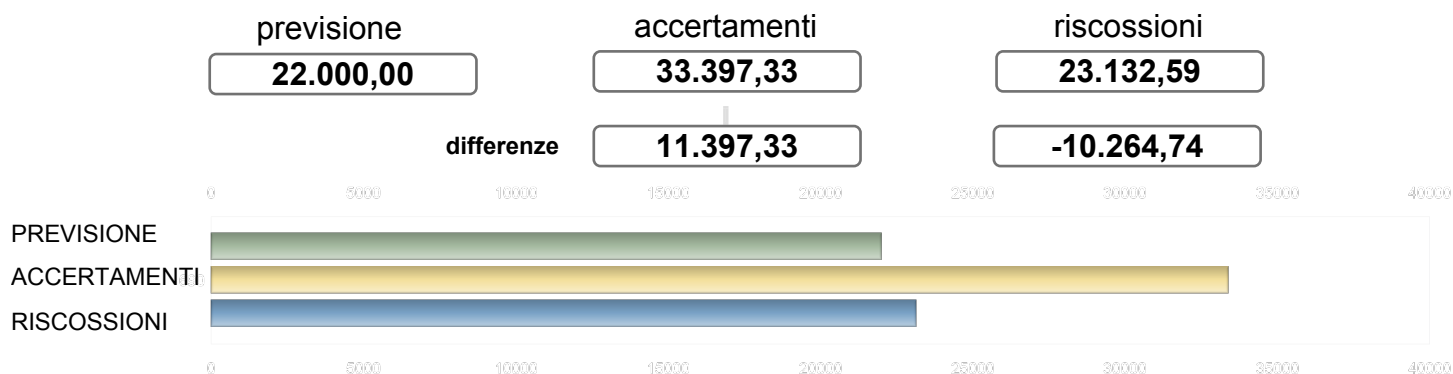 previsione accertamenti riscossioni
22.000,00 33.397,33 23.132,59
differenze 11.397,33 -10.264,74
0 5000 10000 15000 20000 25000 30000 35000 40000
PREVISIONE
ACCERTAMENTI
RISCOSSIONI
0 5000 10000 15000 20000 25000 30000 35000 40000